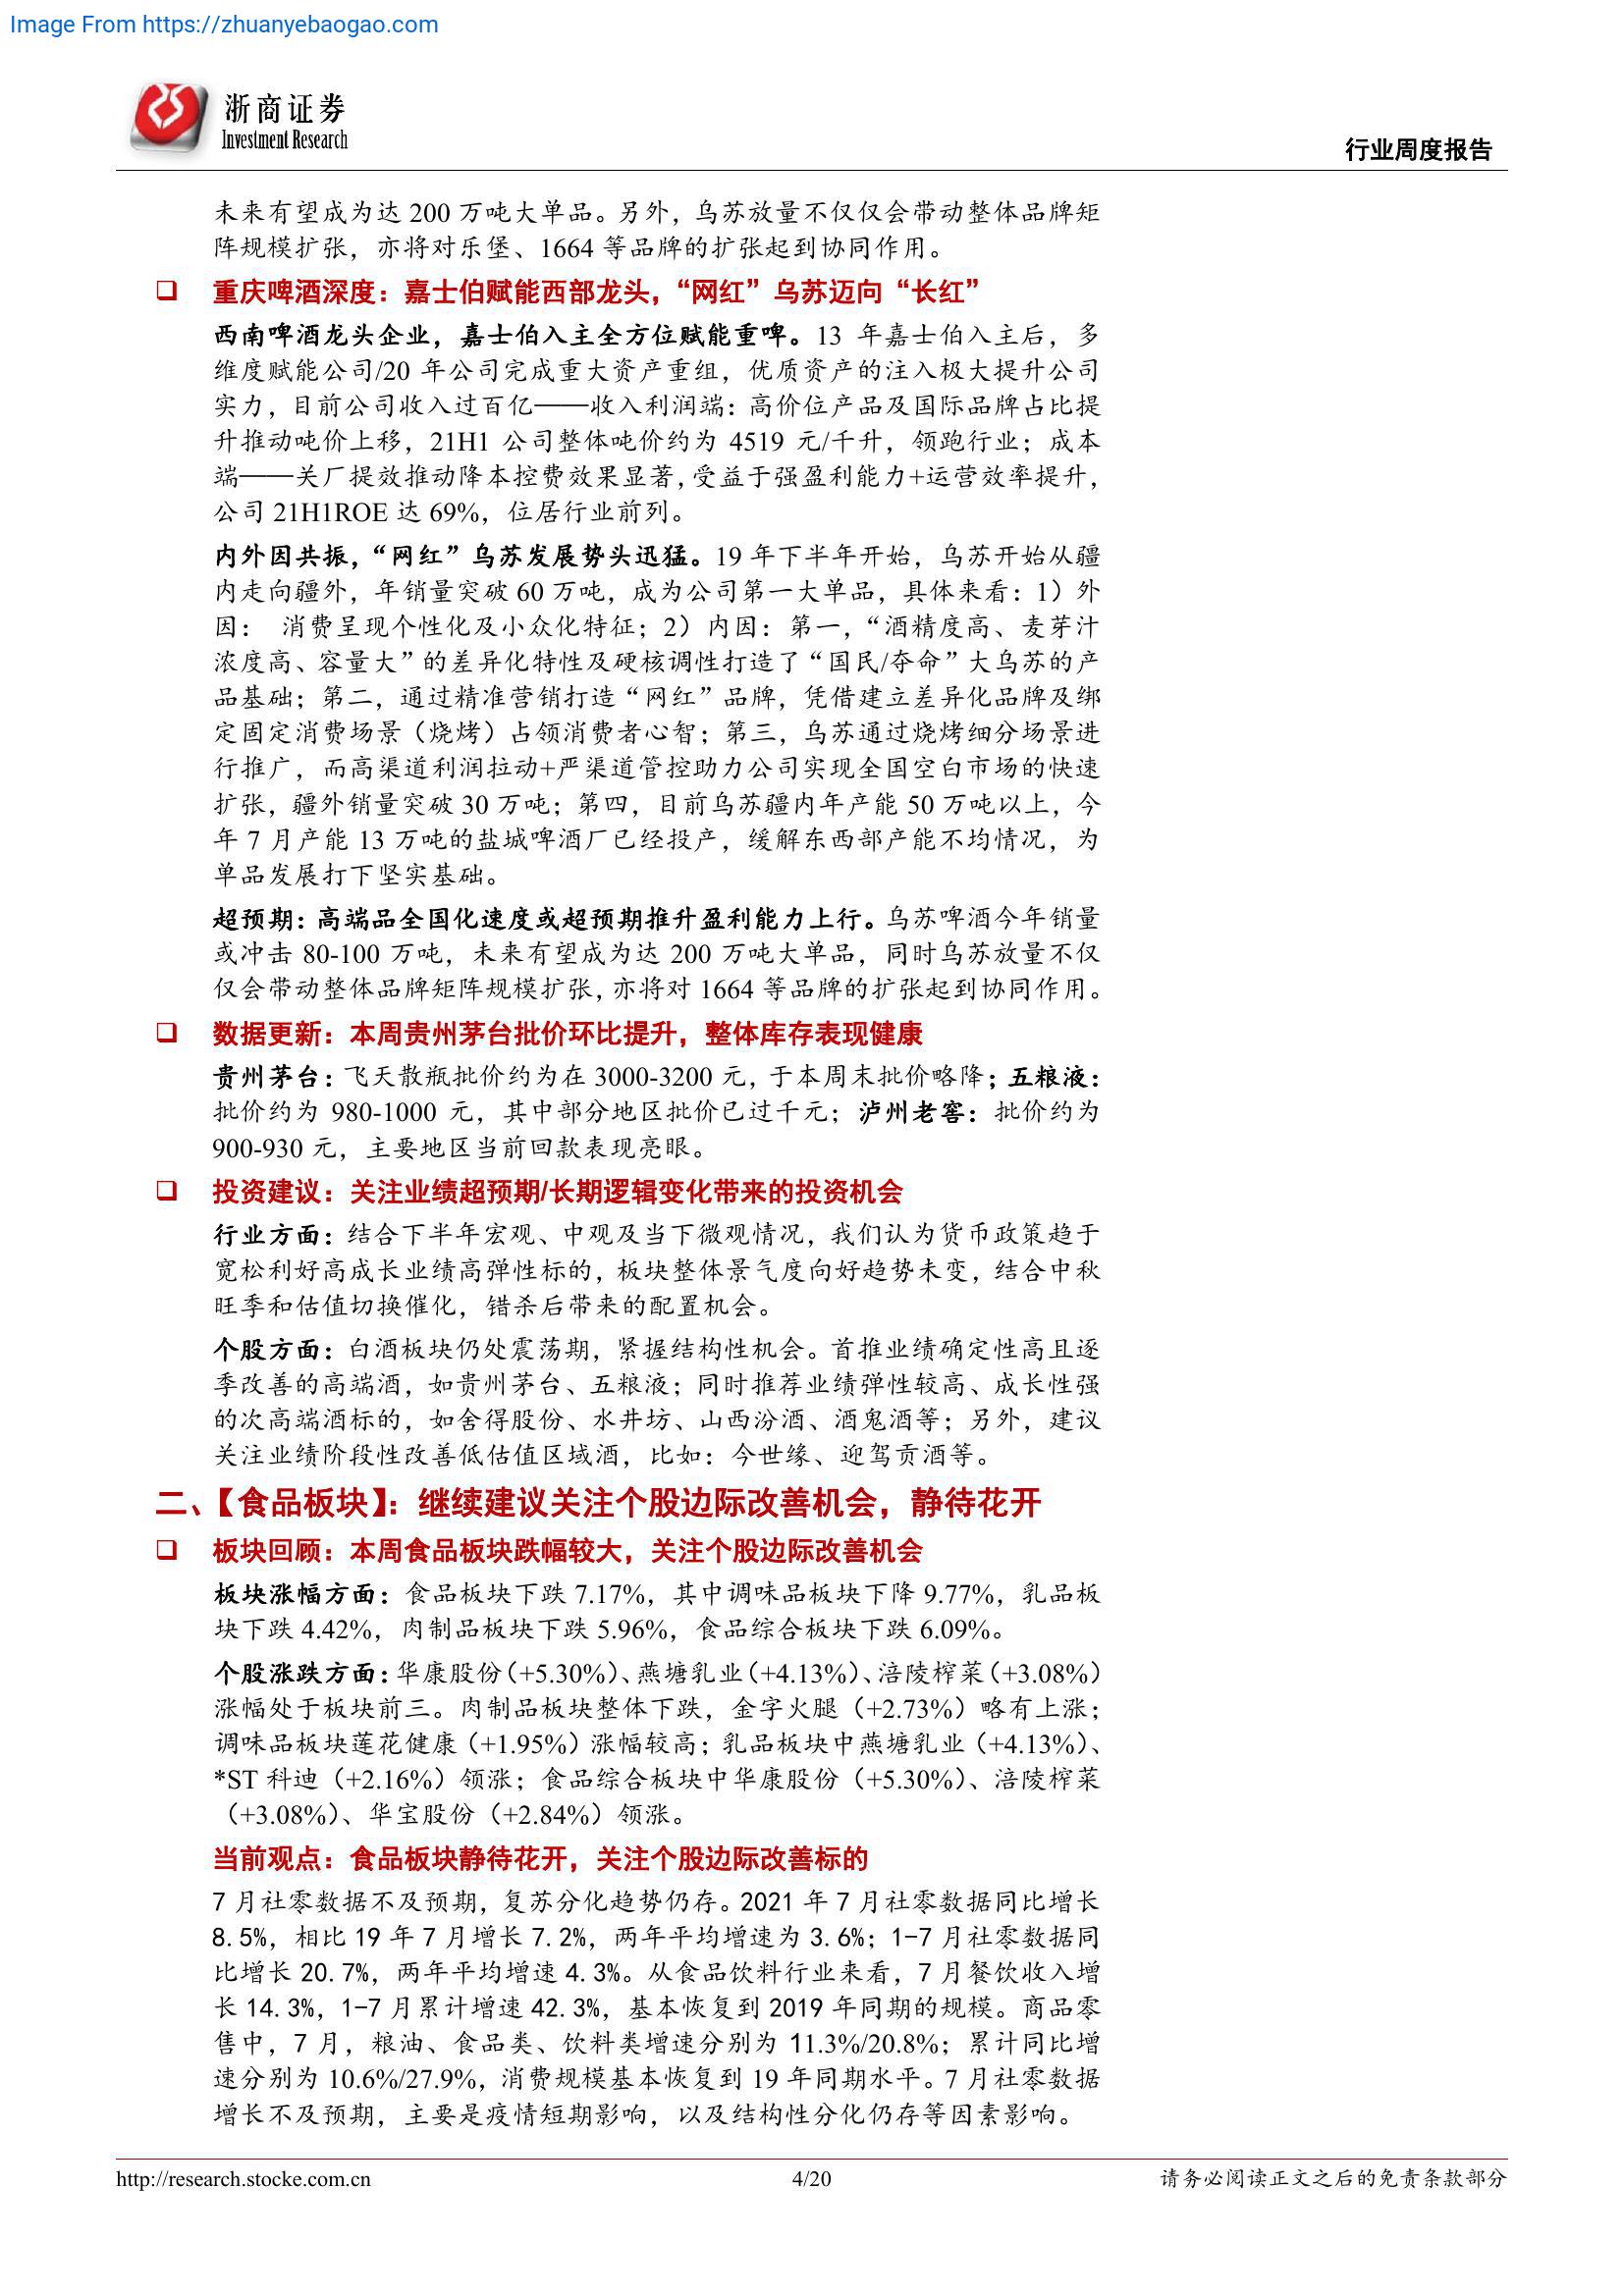 Image From https://zhuanyebaogao.com
浙商证券
Investment Research
行业周度报告
未来有望成为达 200 万吨大单品。另外，乌苏放量不仅仅会带动整体品牌矩
阵规模扩张，亦将对乐堡、1664 等品牌的扩张起到协同作用。
❑ 重庆啤酒深度：嘉士伯赋能西部龙头，“网红”乌苏迈向“长红”
西南啤酒龙头企业，嘉士伯入主全方位赋能重啤。13 年嘉士伯入主后，多
维度赋能公司/20 年公司完成重大资产重组，优质资产的注入极大提升公司
实力，目前公司收入过百亿——收入利润端：高价位产品及国际品牌占比提
升推动吨价上移，21H1 公司整体吨价约为 4519 元/千升，领跑行业；成本
端——关厂提效推动降本控费效果显著，受益于强盈利能力+运营效率提升，
公司 21H1ROE 达 69%，位居行业前列。
内外因共振，“网红”乌苏发展势头迅猛。19 年下半年开始，乌苏开始从疆
内走向疆外，年销量突破 60 万吨，成为公司第一大单品，具体来看：1）外
因： 消费呈现个性化及小众化特征；2）内因：第一，“酒精度高、麦芽汁
浓度高、容量大”的差异化特性及硬核调性打造了“国民/夺命”大乌苏的产
品基础；第二，通过精准营销打造“网红”品牌，凭借建立差异化品牌及绑
定固定消费场景（烧烤）占领消费者心智；第三，乌苏通过烧烤细分场景进
行推广，而高渠道利润拉动+严渠道管控助力公司实现全国空白市场的快速
扩张，疆外销量突破 30 万吨；第四，目前乌苏疆内年产能 50 万吨以上，今
年 7 月产能 13 万吨的盐城啤酒厂已经投产，缓解东西部产能不均情况，为
单品发展打下坚实基础。
超预期：高端品全国化速度或超预期推升盈利能力上行。乌苏啤酒今年销量
或冲击 80-100 万吨，未来有望成为达 200 万吨大单品，同时乌苏放量不仅
仅会带动整体品牌矩阵规模扩张，亦将对 1664 等品牌的扩张起到协同作用。
❑ 数据更新：本周贵州茅台批价环比提升，整体库存表现健康
贵州茅台：飞天散瓶批价约为在 3000-3200 元，于本周末批价略降；五粮液：
批价约为 980-1000 元，其中部分地区批价已过千元；泸州老窖：批价约为
900-930 元，主要地区当前回款表现亮眼。
❑ 投资建议：关注业绩超预期/长期逻辑变化带来的投资机会
行业方面：结合下半年宏观、中观及当下微观情况，我们认为货币政策趋于
宽松利好高成长业绩高弹性标的，板块整体景气度向好趋势未变，结合中秋
旺季和估值切换催化，错杀后带来的配置机会。
个股方面：白酒板块仍处震荡期，紧握结构性机会。首推业绩确定性高且逐
季改善的高端酒，如贵州茅台、五粮液；同时推荐业绩弹性较高、成长性强
的次高端酒标的，如舍得股份、水井坊、山西汾酒、酒鬼酒等；另外，建议
关注业绩阶段性改善低估值区域酒，比如：今世缘、迎驾贡酒等。
二、【食品板块】：继续建议关注个股边际改善机会，静待花开
❑ 板块回顾：本周食品板块跌幅较大，关注个股边际改善机会
板块涨幅方面：食品板块下跌 7.17%，其中调味品板块下降 9.77%，乳品板
块下跌 4.42%，肉制品板块下跌 5.96%，食品综合板块下跌 6.09%。
个股涨跌方面：华康股份（+5.30%）、燕塘乳业（+4.13%）、涪陵榨菜（+3.08%）
涨幅处于板块前三。肉制品板块整体下跌，金字火腿（+2.73%）略有上涨；
调味品板块莲花健康（+1.95%）涨幅较高；乳品板块中燕塘乳业（+4.13%）、
*ST 科迪（+2.16%）领涨；食品综合板块中华康股份（+5.30%）、涪陵榨菜
（+3.08%）、华宝股份（+2.84%）领涨。
当前观点：食品板块静待花开，关注个股边际改善标的
7 月社零数据不及预期，复苏分化趋势仍存。2021 年 7 月社零数据同比增长
8.5%，相比 19 年 7 月增长 7.2%，两年平均增速为 3.6%；1-7 月社零数据同
比增长 20.7%，两年平均增速 4.3%。从食品饮料行业来看，7 月餐饮收入增
长 14.3%，1-7 月累计增速 42.3%，基本恢复到 2019 年同期的规模。商品零
售中，7 月，粮油、食品类、饮料类增速分别为 11.3%/20.8%；累计同比增
速分别为 10.6%/27.9%，消费规模基本恢复到 19 年同期水平。7 月社零数据
增长不及预期，主要是疫情短期影响，以及结构性分化仍存等因素影响。
http://research.stocke.com.cn
4/20
请务必阅读正文之后的免责条款部分